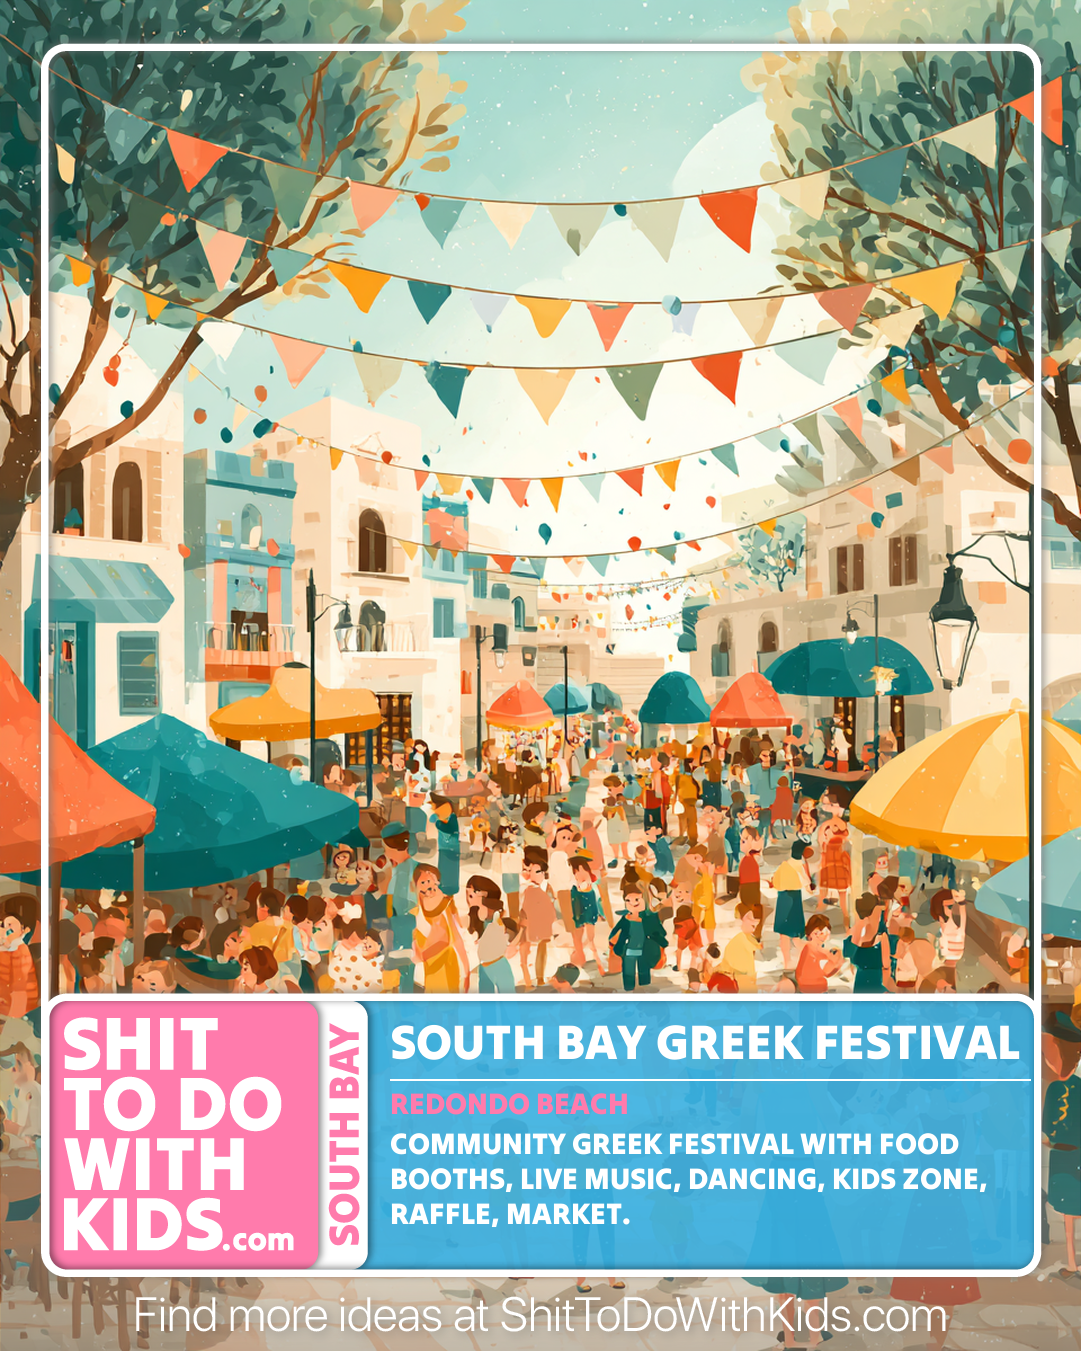 SHIT
TO DO
WITH
KIDS.com
SOUTH BAY
SOUTH BAY GREEK FESTIVAL
REDONDO BEACH
COMMUNITY GREEK FESTIVAL WITH FOOD
BOOTHS, LIVE MUSIC, DANCING, KIDS ZONE,
RAFFLE, MARKET.
Find more ideas at ShitToDoWithKids.com